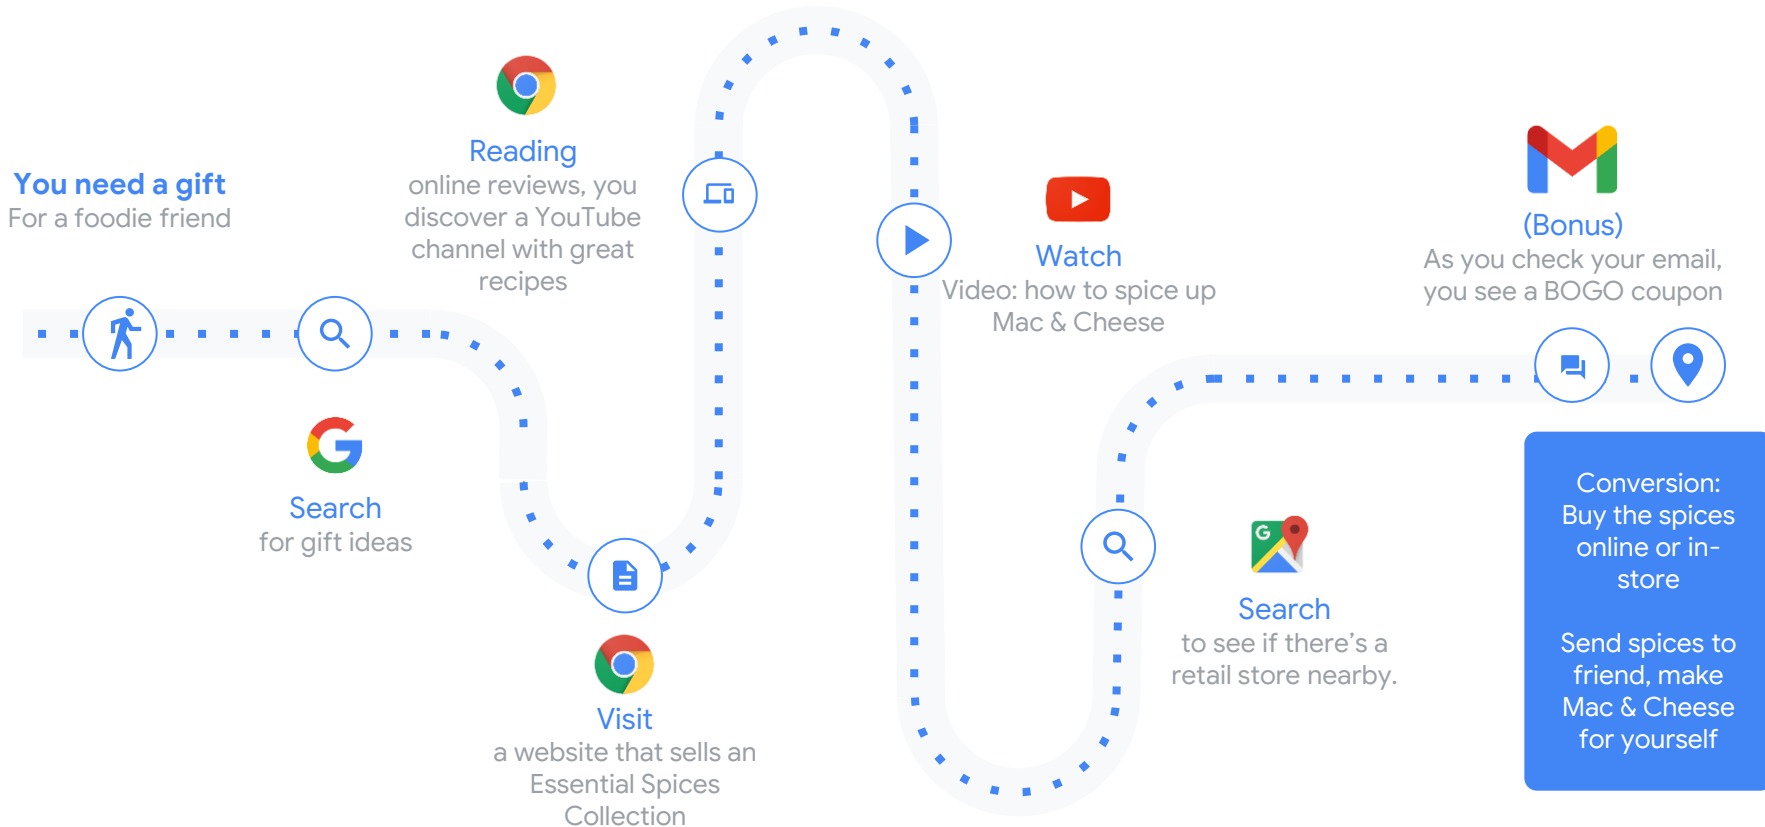 You need a gift
For a foodie friend
Search
for gift ideas
Visit
a website that sells an
Essential Spices
Collection
Reading
online reviews, you
discover a YouTube
channel with great
recipes
Watch
Video: how to spice up
Mac & Cheese
Search
to see if there's a
retail store nearby.
(Bonus)
As you check your email,
you see a BOGO coupon
Conversion:
Buy the spices
online or in-
store
Send spices to
friend, make
Mac & Cheese
for yourself